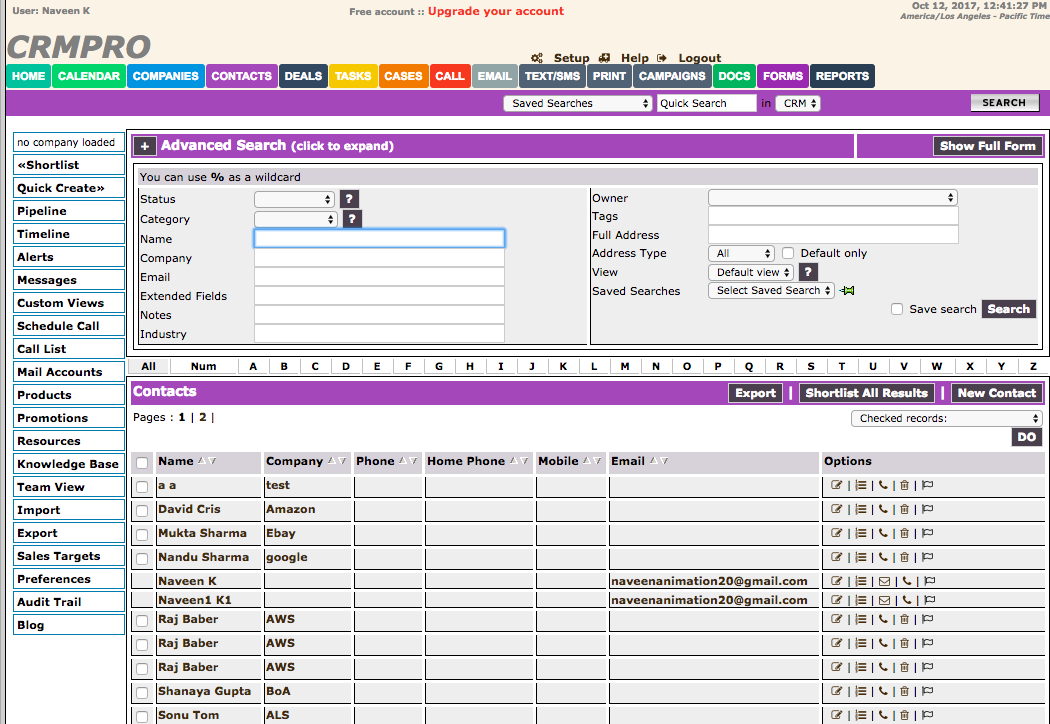 User: Naveen K
Free account :: Upgrade your account
Oct 12, 2017, 12:41:27 PM
America/Los Angeles - Pacific Time
CRMPRO
Setup Help Logout
HOME CALENDAR COMPANIES CONTACTS DEALS TASKS CASES CALL EMAIL TEXT/SMS PRINT CAMPAIGNS DOCS FORMS REPORTS
Saved Searches Quick Search in CRM SEARCH
no company loaded
«Shortlist
Quick Create»
Pipeline
Timeline
Alerts
Messages
Custom Views
Schedule Call
Call List
Mail Accounts
Products
Promotions
Resources
Knowledge Base
Team View
Import
Export
Sales Targets
Preferences
Audit Trail
Blog
+ Advanced Search (click to expand) Show Full Form
You can use % as a wildcard
Status ?
Category ?
Name
Company
Email
Extended Fields
Notes
Industry
Owner
Tags
Full Address
Address Type All Default only
View Default view ?
Saved Searches Select Saved Search
Save search Search
All Num A B C D E F G H I J K L M N O P Q R S T U V W X Y Z
Contacts Export | Shortlist All Results | New Contact
Pages : 1 | 2 |
Checked records:
DO
Name Company Phone Home Phone Mobile Email Options
a a test | | | |
David Cris Amazon | | | |
Mukta Sharma Ebay | | | |
Nandu Sharma google | | | |
Naveen K naveenanimation20@gmail.com | | | |
Naveen1 K1 naveenanimation20@gmail.com | | | |
Raj Baber AWS | | | |
Raj Baber AWS | | | |
Raj Baber AWS | | | |
Shanaya Gupta BoA | | | |
Sonu Tom ALS | | | |